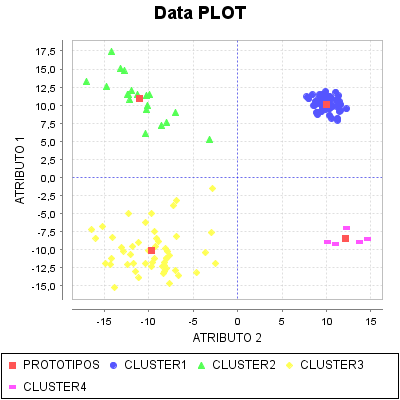 Data PLOT
17,5
15,0
12,5
10,0
7,5
5,0
2,5
0,0
-2,5
-5,0
-7,5
-10,0
-12,5
-15,0
ATRIBUTO 1
-15 -10 -5 0 5 10 15
ATRIBUTO 2
PROTOTIPOS CLUSTER1 CLUSTER2 CLUSTER3
CLUSTER4